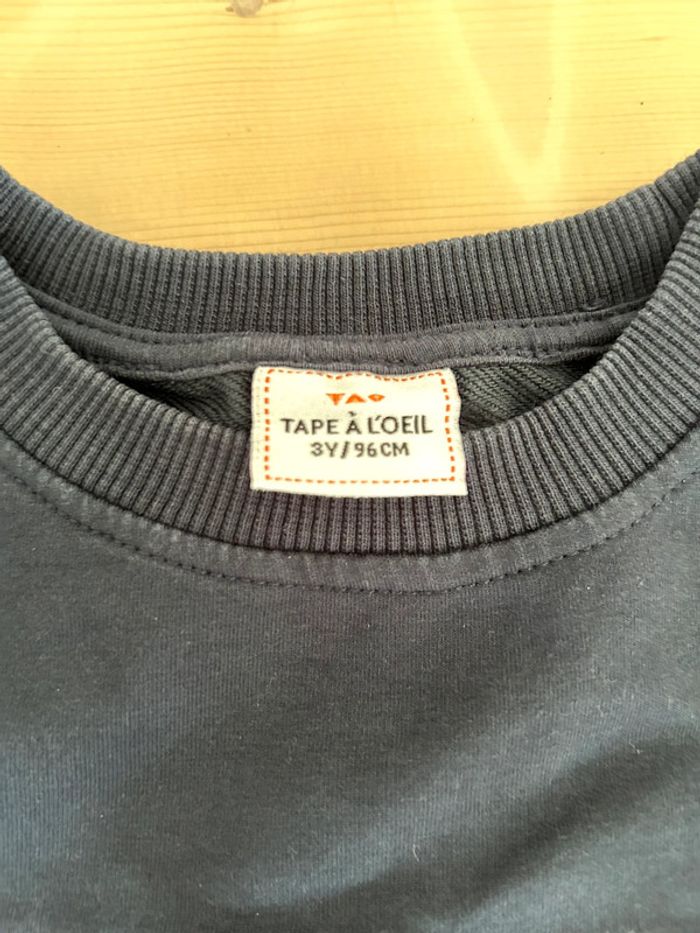 TAO
TAPE À L'OEIL
3Y/96CM